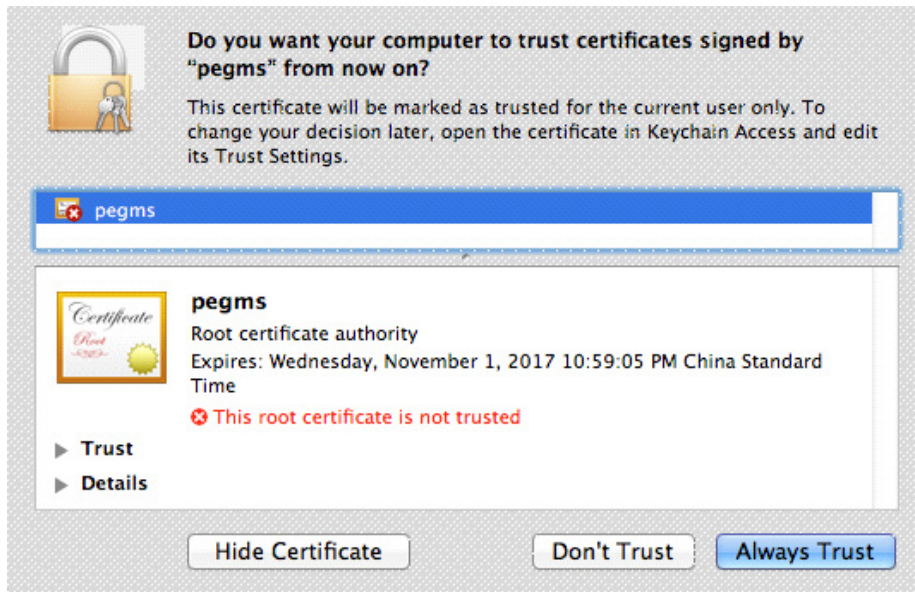 Do you want your computer to trust certificates signed by
“pegms” from now on?
This certificate will be marked as trusted for the current user only. To
change your decision later, open the certificate in Keychain Access and edit
its Trust Settings.
pegms
Certificate
Root
pegms
Root certificate authority
Expires: Wednesday, November 1, 2017 10:59:05 PM China Standard
Time
This root certificate is not trusted
Trust
Details
Hide Certificate
Don't Trust
Always Trust